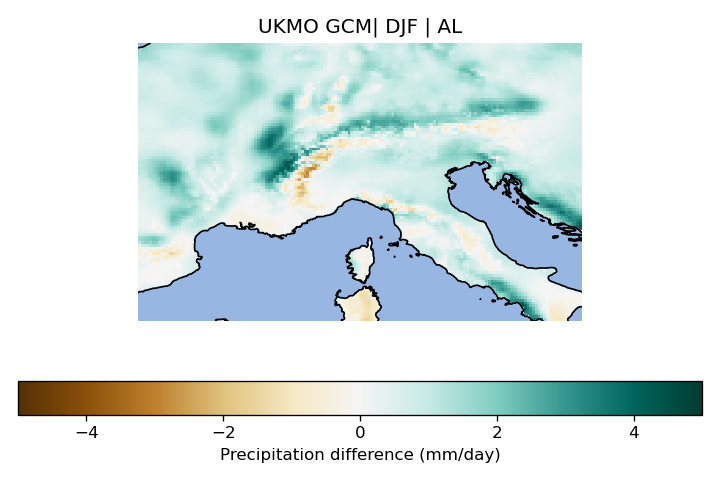 UKMO GCM| DJF | AL
−4 −2 0 2 4
Precipitation difference (mm/day)